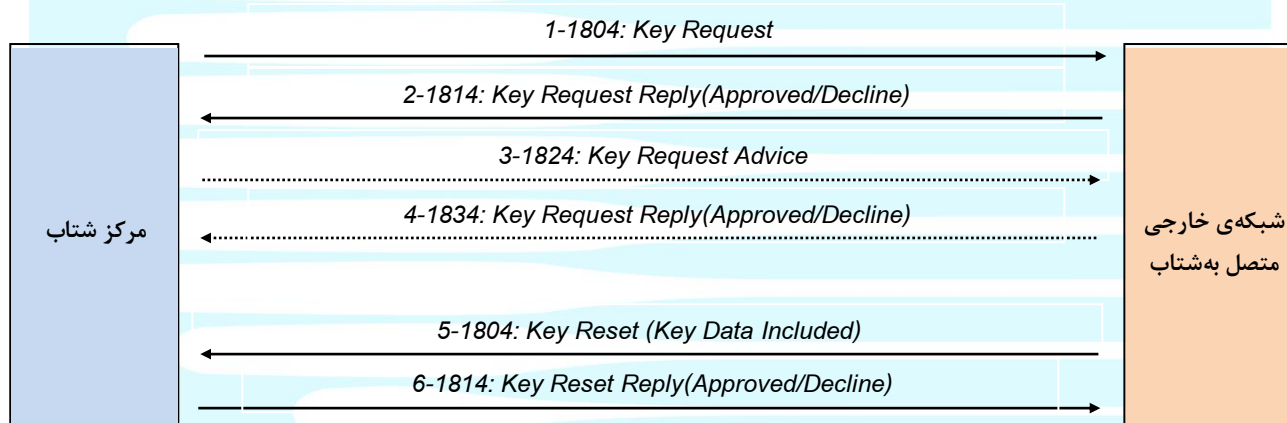 1-1804: Key Request
2-1814: Key Request Reply(Approved/Decline)
3-1824: Key Request Advice
4-1834: Key Request Reply(Approved/Decline)
مرکز شتاب
شبکه‌ی خارجی
متصل به‌شتاب
5-1804: Key Reset (Key Data Included)
6-1814: Key Reset Reply(Approved/Decline)